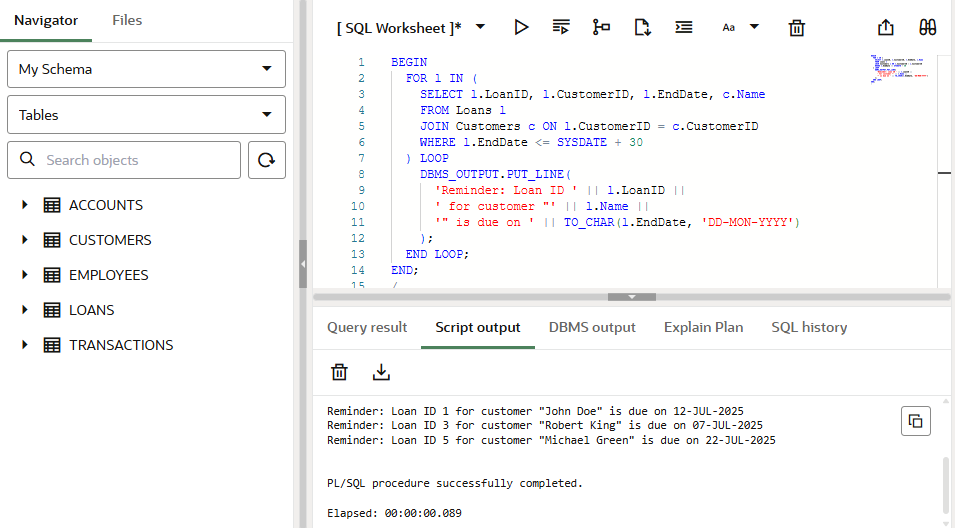 Navigator Files
My Schema
Tables
Search objects
ACCOUNTS
CUSTOMERS
EMPLOYEES
LOANS
TRANSACTIONS
[ SQL Worksheet ]*
Aa
1 BEGIN
2 FOR l IN (
3 SELECT l.LoanID, l.CustomerID, l.EndDate, c.Name
4 FROM Loans l
5 JOIN Customers c ON l.CustomerID = c.CustomerID
6 WHERE l.EndDate <= SYSDATE + 30
7 ) LOOP
8 DBMS_OUTPUT.PUT_LINE(
9 'Reminder: Loan ID ' || l.LoanID ||
10 ' for customer "' || l.Name ||
11 '" is due on ' || TO_CHAR(l.EndDate, 'DD-MON-YYYY')
12 );
13 END LOOP;
14 END;
15 /
Query result Script output DBMS output Explain Plan SQL history
Reminder: Loan ID 1 for customer "John Doe" is due on 12-JUL-2025
Reminder: Loan ID 3 for customer "Robert King" is due on 07-JUL-2025
Reminder: Loan ID 5 for customer "Michael Green" is due on 22-JUL-2025
PL/SQL procedure successfully completed.
Elapsed: 00:00:00.089